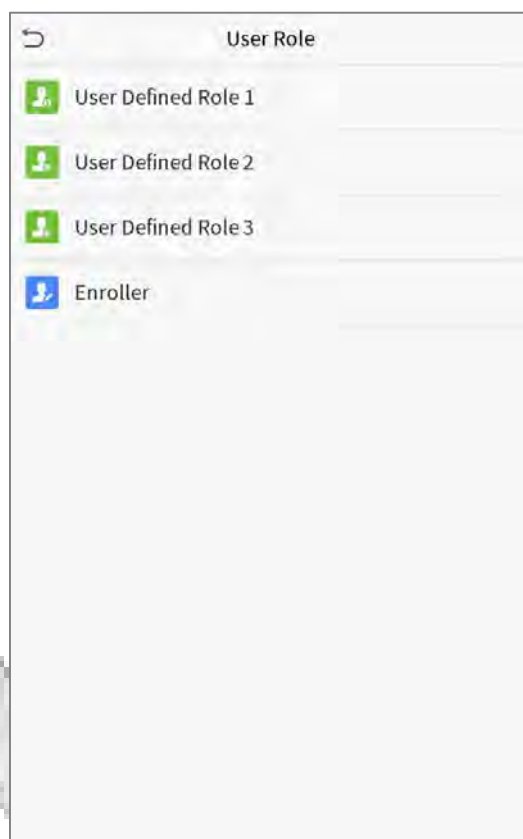 User Role
User Defined Role 1
User Defined Role 2
User Defined Role 3
Enroller